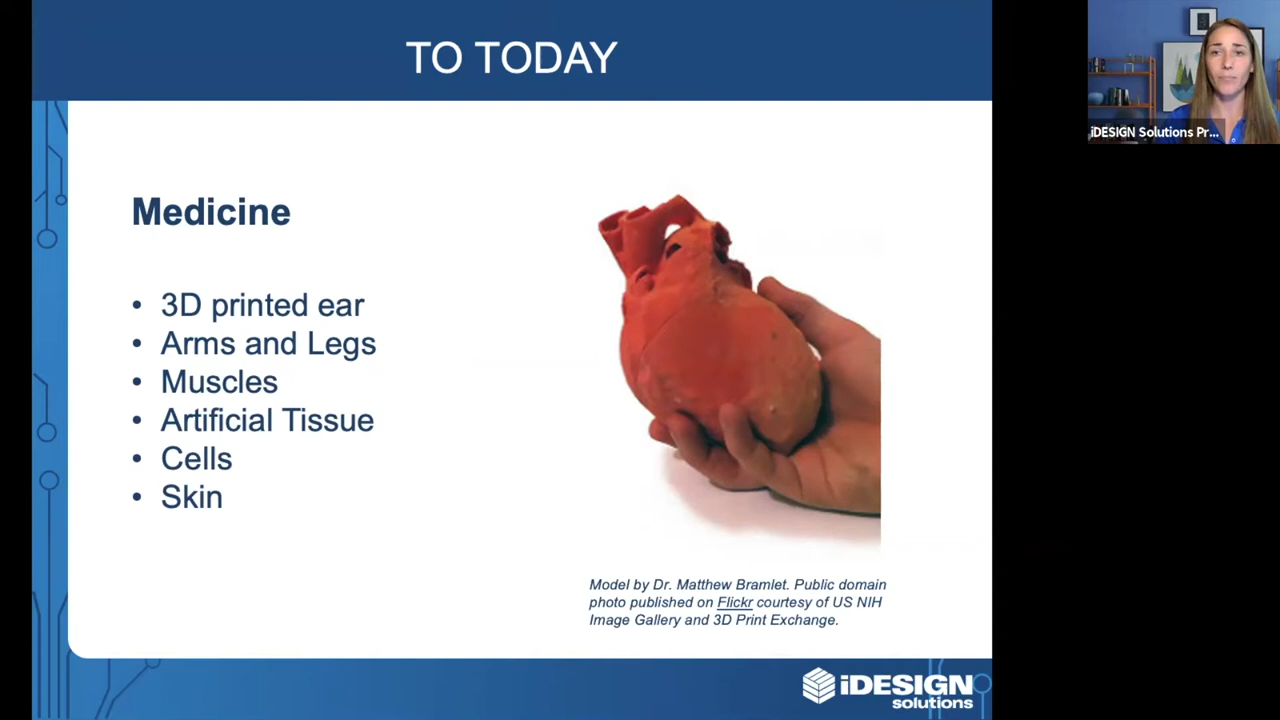 TO TODAY
iDESIGN Solutions Pr...
Medicine
• 3D printed ear
• Arms and Legs
• Muscles
• Artificial Tissue
• Cells
• Skin
Model by Dr. Matthew Bramlet. Public domain
photo published on Flickr courtesy of US NIH
Image Gallery and 3D Print Exchange.
iDESIGN
solutions